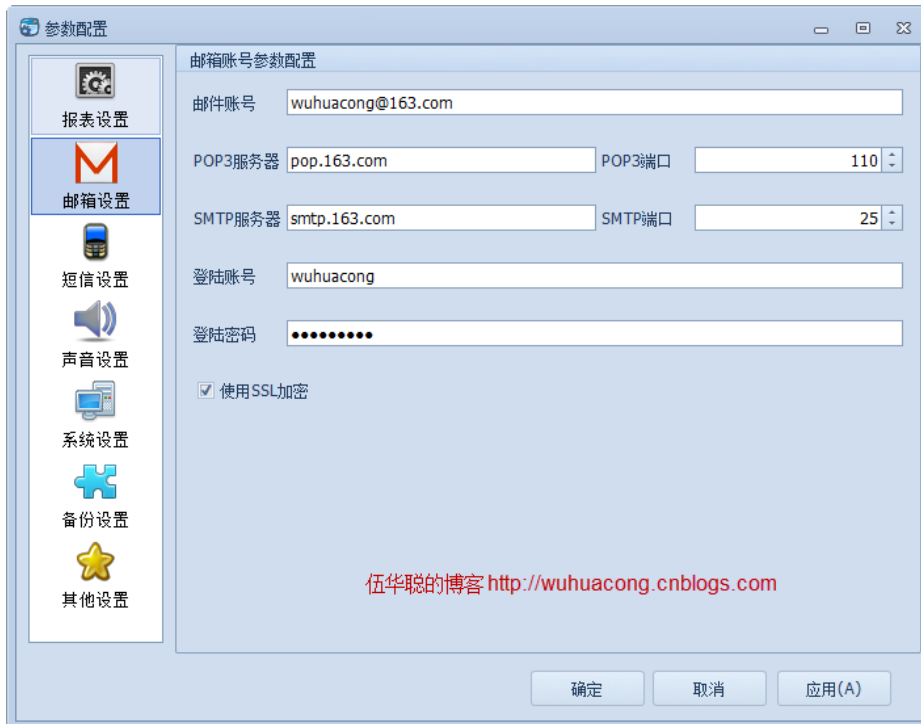 参数配置
报表设置
邮箱设置
短信设置
声音设置
系统设置
备份设置
其他设置
邮箱账号参数配置
邮件账号 wuhuacong@163.com
POP3服务器 pop.163.com POP3端口 110
SMTP服务器 smtp.163.com SMTP端口 25
登陆账号 wuhuacong
登陆密码 •••••••••
使用SSL加密
伍华聪的博客 http://wuhuacong.cnblogs.com
确定 取消 应用(A)